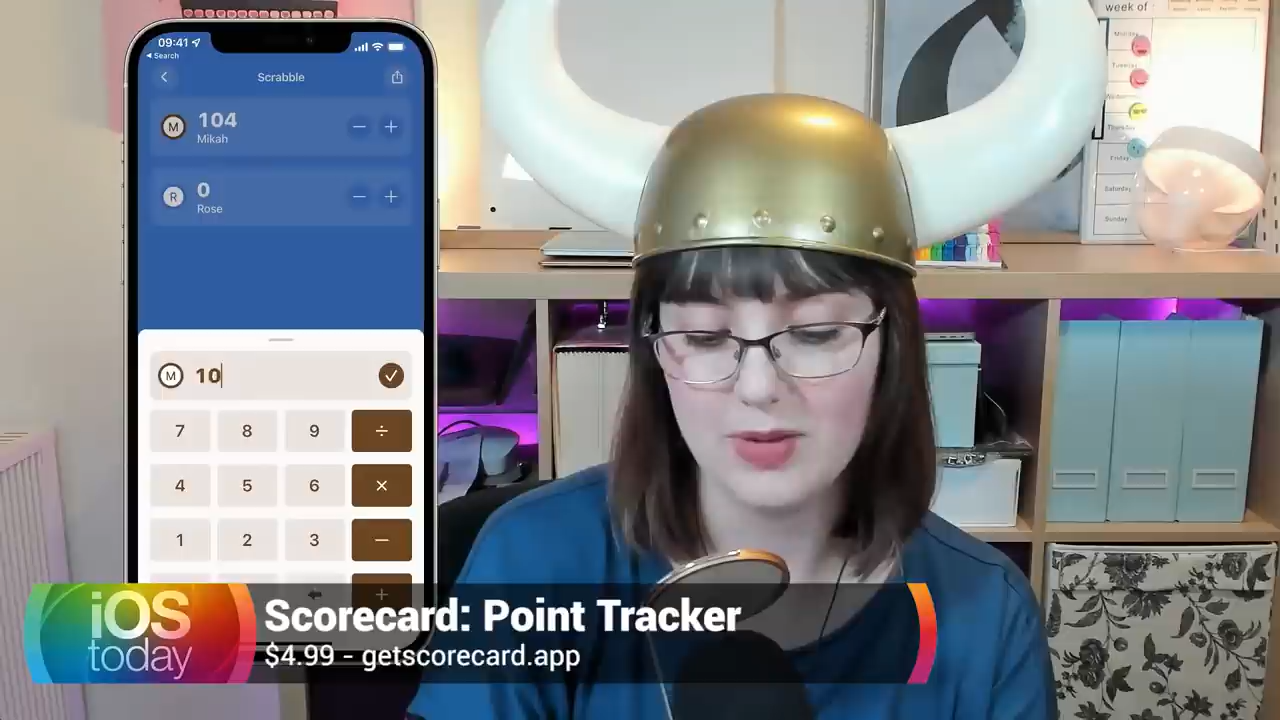 09:41
Search
Scrabble
M
104
Mikah
R
0
Rose
M
10
7 8 9 ÷
4 5 6 ×
1 2 3 −
+
iOS
today
Scorecard: Point Tracker
$4.99 - getscorecard.app
week of :
Monday
Tuesday
Thursday
Friday
Saturday
Sunday